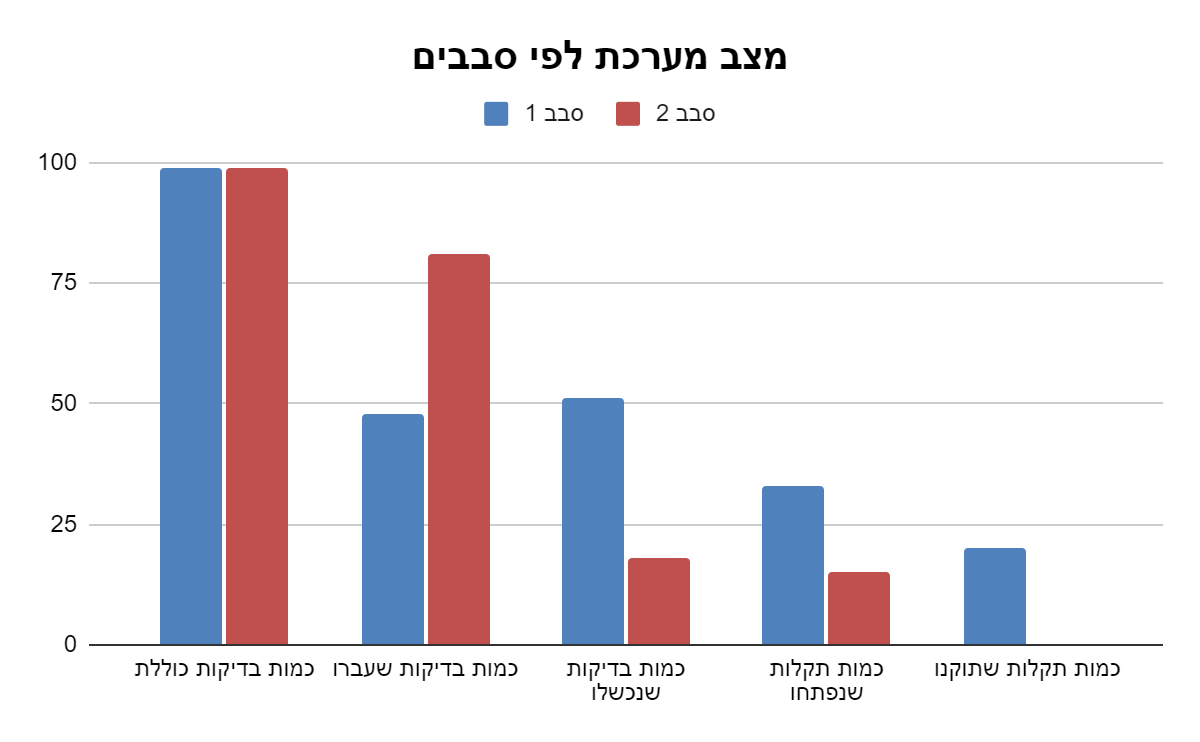 מצב מערכת לפי סבבים
סבב 1
סבב 2
100
75
50
25
0
כמות בדיקות כוללת
כמות בדיקות שעברו
כמות בדיקות
שנכשלו
כמות תקלות
שנפתחו
כמות תקלות שתוקנו